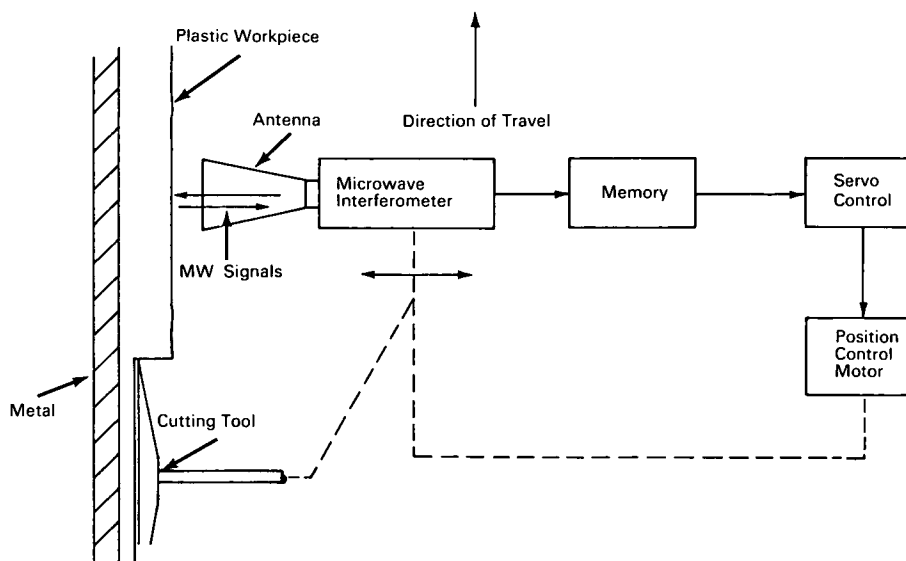 Plastic Workpiece
Antenna
Direction of Travel
Microwave
Interferometer
Memory
Servo
Control
MW Signals
Position
Control
Motor
Metal
Cutting Tool